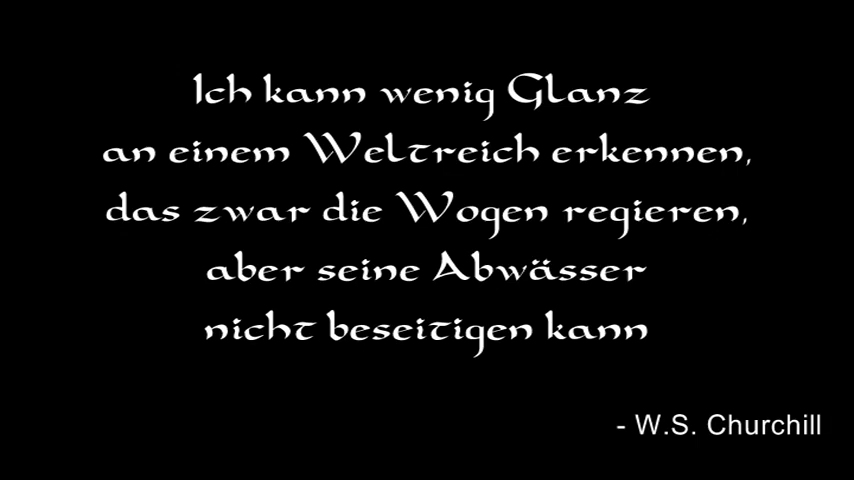 Ich kann wenig Glanz
an einem Weltreich erkennen,
das zwar die Wogen regieren,
aber seine Abwässer
nicht beseitigen kann
- W.S. Churchill